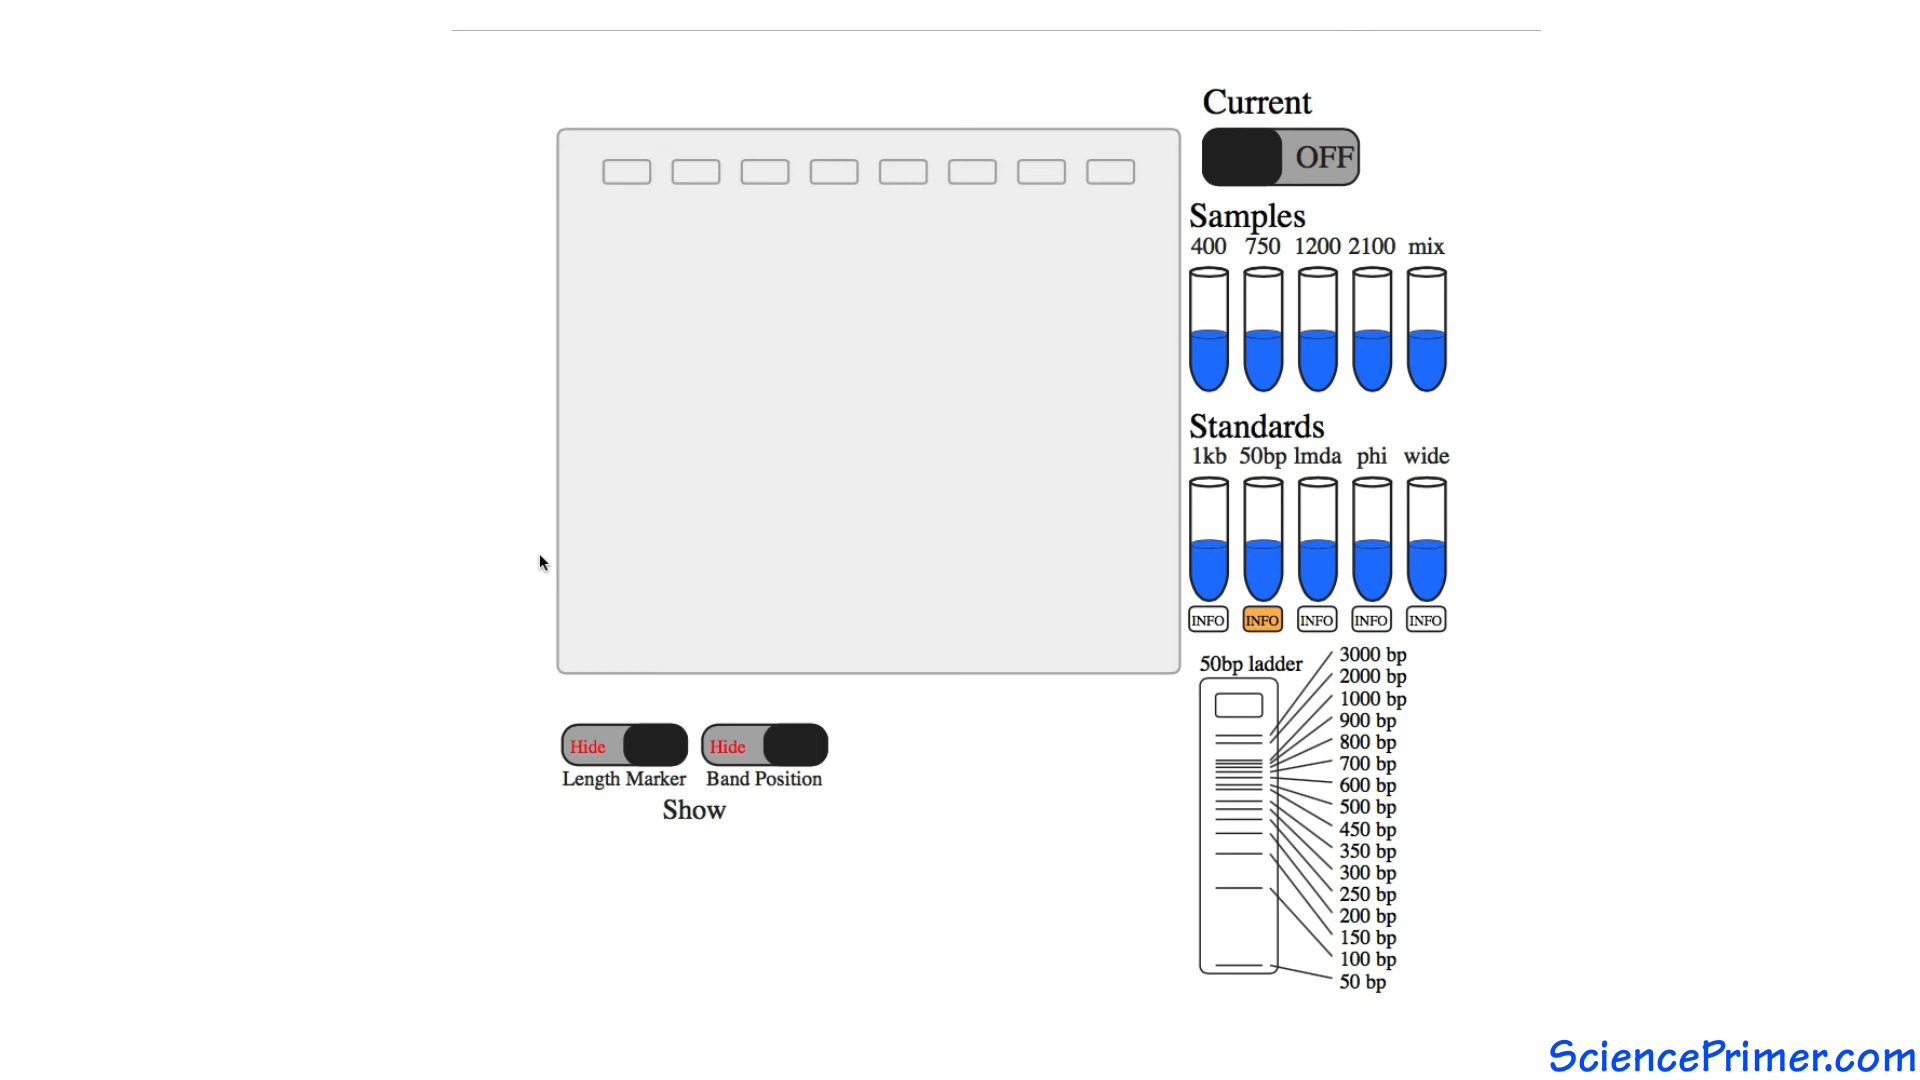 Current
OFF
Samples
400 750 1200 2100 mix
Standards
1kb 50bp lmda phi wide
INFO INFO INFO INFO INFO
50bp ladder
3000 bp
2000 bp
1000 bp
900 bp
800 bp
700 bp
600 bp
500 bp
450 bp
350 bp
300 bp
250 bp
200 bp
150 bp
100 bp
50 bp
Hide Hide
Length Marker Band Position
Show
SciencePrimer.com